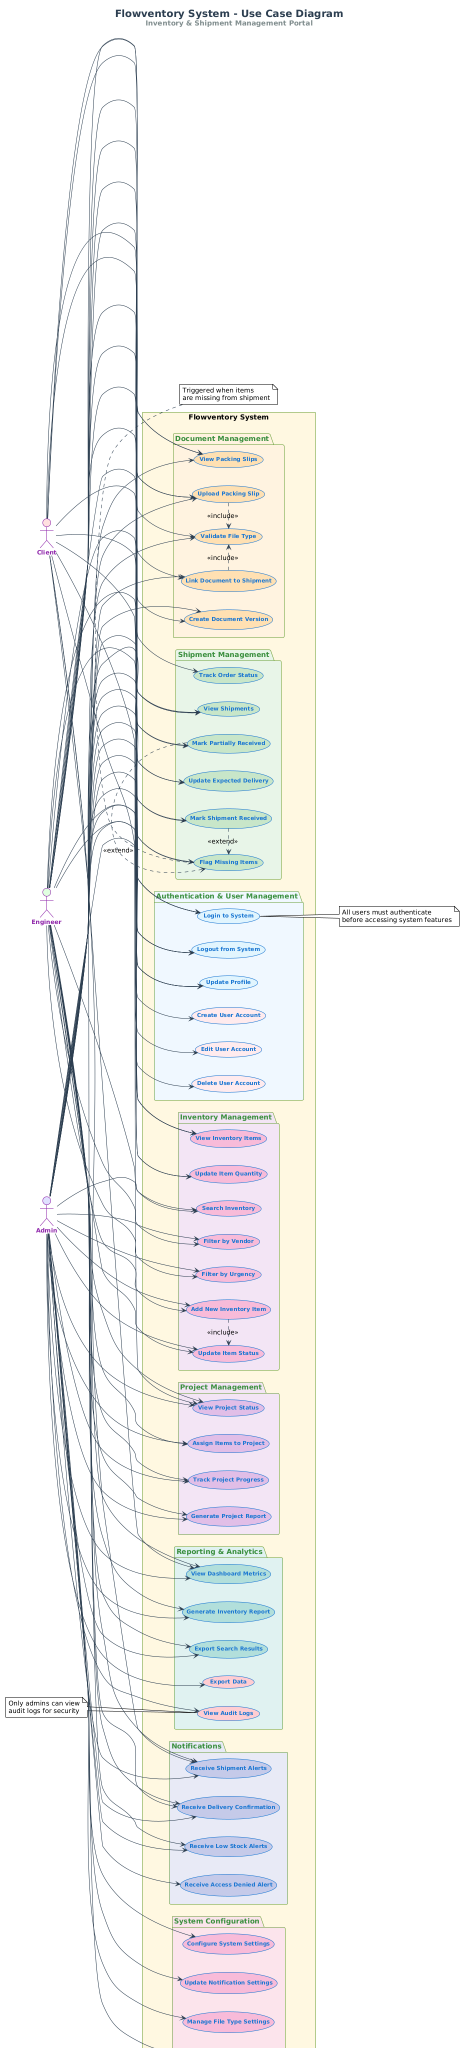 Flowventory System - Use Case Diagram
Inventory & Shipment Management Portal
Triggered when items
are missing from shipment
Flowventory System
Document Management
View Packing Slips
Upload Packing Slip
«include»
Validate File Type
«include»
Link Document to Shipment
Create Document Version
Client
Shipment Management
Track Order Status
View Shipments
Mark Partially Received
Update Expected Delivery
Mark Shipment Received
«extend»
«extend»
Flag Missing Items
Engineer
Authentication & User Management
Login to System
All users must authenticate
before accessing system features
Logout from System
Update Profile
Create User Account
Edit User Account
Delete User Account
Inventory Management
View Inventory Items
Update Item Quantity
Search Inventory
Admin
Filter by Vendor
Filter by Urgency
Add New Inventory Item
«include»
Update Item Status
Project Management
View Project Status
Assign Items to Project
Track Project Progress
Generate Project Report
Reporting & Analytics
View Dashboard Metrics
Generate Inventory Report
Export Search Results
Export Data
Only admins can view
audit logs for security
View Audit Logs
Notifications
Receive Shipment Alerts
Receive Delivery Confirmation
Receive Low Stock Alerts
Receive Access Denied Alert
System Configuration
Configure System Settings
Update Notification Settings
Manage File Type Settings